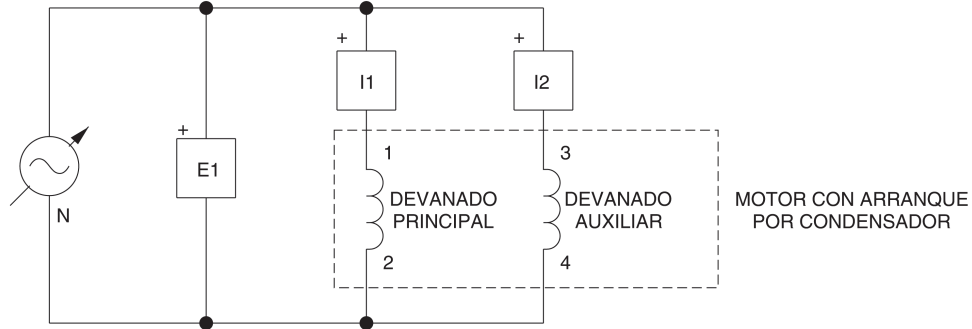 +
I1
+
I2
+
E1
N
1
DEVANADO
PRINCIPAL
2
3
DEVANADO
AUXILIAR
4
MOTOR CON ARRANQUE
POR CONDENSADOR